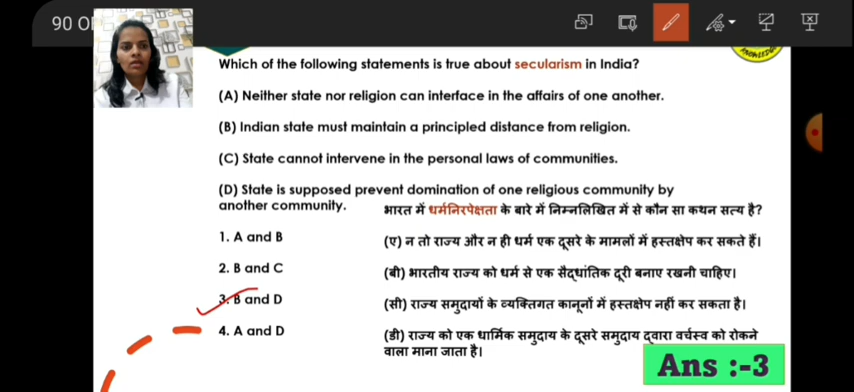 90 O
KNOWLEDG
Which of the following statements is true about secularism in India?
(A) Neither state nor religion can interface in the affairs of one another.
(B) Indian state must maintain a principled distance from religion.
(C) State cannot intervene in the personal laws of communities.
(D) State is supposed prevent domination of one religious community by
another community.
1. A and B
2. B and C
3. B and D
4. A and D
भारत में धर्मनिरपेक्षता के बारे में निम्नलिखित में से कौन सा कथन सत्य है?
(ए) न तो राज्य और न ही धर्म एक दूसरे के मामलों में हस्तक्षेप कर सकते हैं।
(बी) भारतीय राज्य को धर्म से एक सैद्धांतिक दूरी बनाए रखनी चाहिए।
(सी) राज्य समुदायों के व्यक्तिगत कानूनों में हस्तक्षेप नहीं कर सकता है।
(डी) राज्य को एक धार्मिक समुदाय के दूसरे समुदाय द्वारा वर्चस्व को रोकने
वाला माना जाता है।
Ans :-3